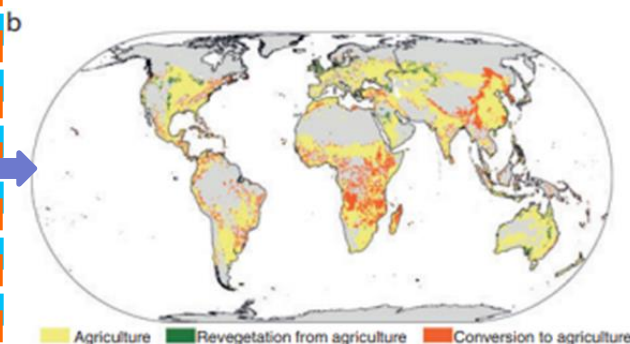 b
Agriculture
Revegetation from agriculture
Conversion to agriculture